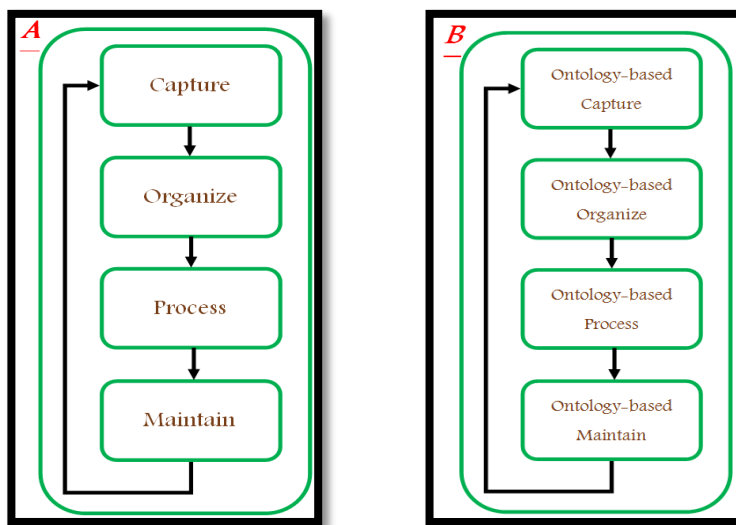 A
Capture
Organize
Process
Maintain
B
Ontology-based
Capture
Ontology-based
Organize
Ontology-based
Process
Ontology-based
Maintain